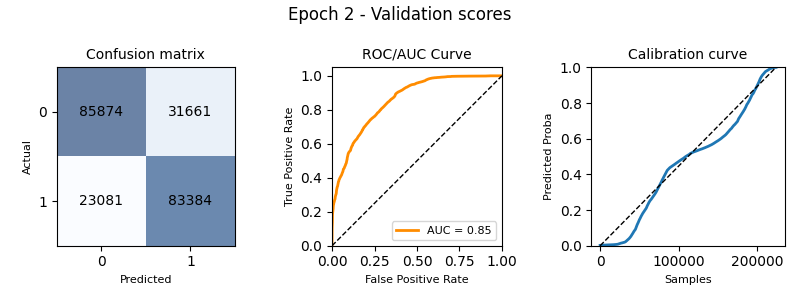 Epoch 2 - Validation scores
Confusion matrix
Actual
0
1
85874 31661
23081 83384
0 1
Predicted
ROC/AUC Curve
True Positive Rate
1.0
0.8
0.6
0.4
0.2
0.0
AUC = 0.85
0.00 0.25 0.50 0.75 1.00
False Positive Rate
Calibration curve
Predicted Proba
1.0
0.8
0.6
0.4
0.2
0.0
0 100000 200000
Samples